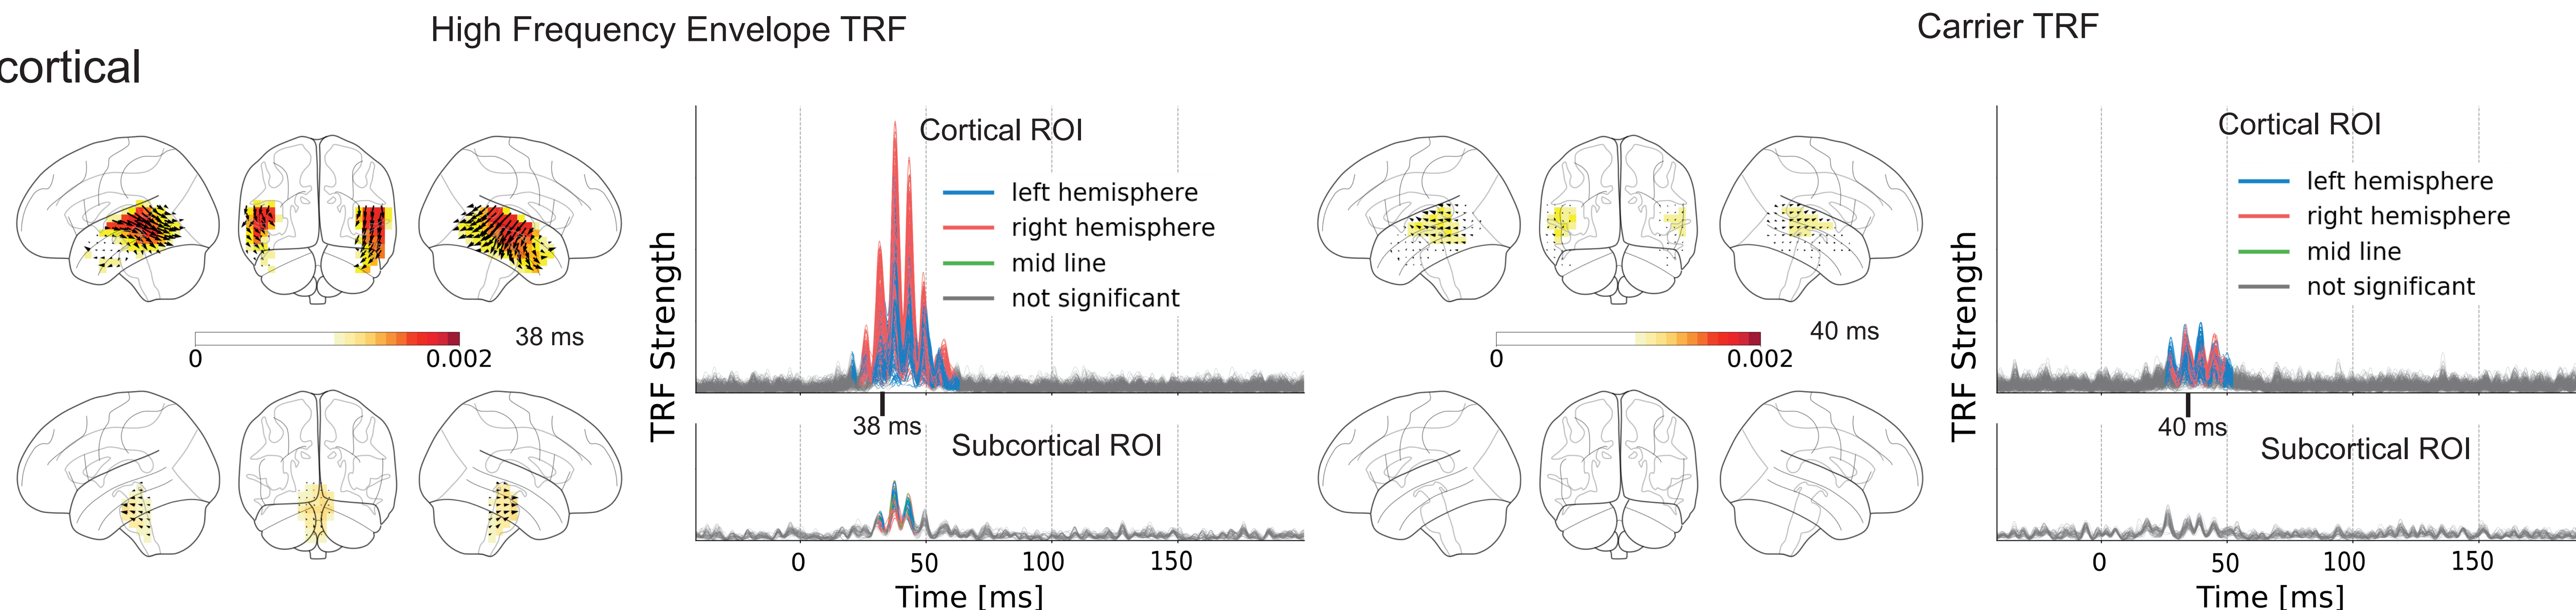 High Frequency Envelope TRF
Carrier TRF
cortical
Cortical ROI
left hemisphere
right hemisphere
mid line
not significant
TRF Strength
0
0.002
38 ms
38 ms
Subcortical ROI
0 50 100 150
Time [ms]
Cortical ROI
left hemisphere
right hemisphere
mid line
not significant
TRF Strength
0
0.002
40 ms
40 ms
Subcortical ROI
0 50 100 150
Time [ms]